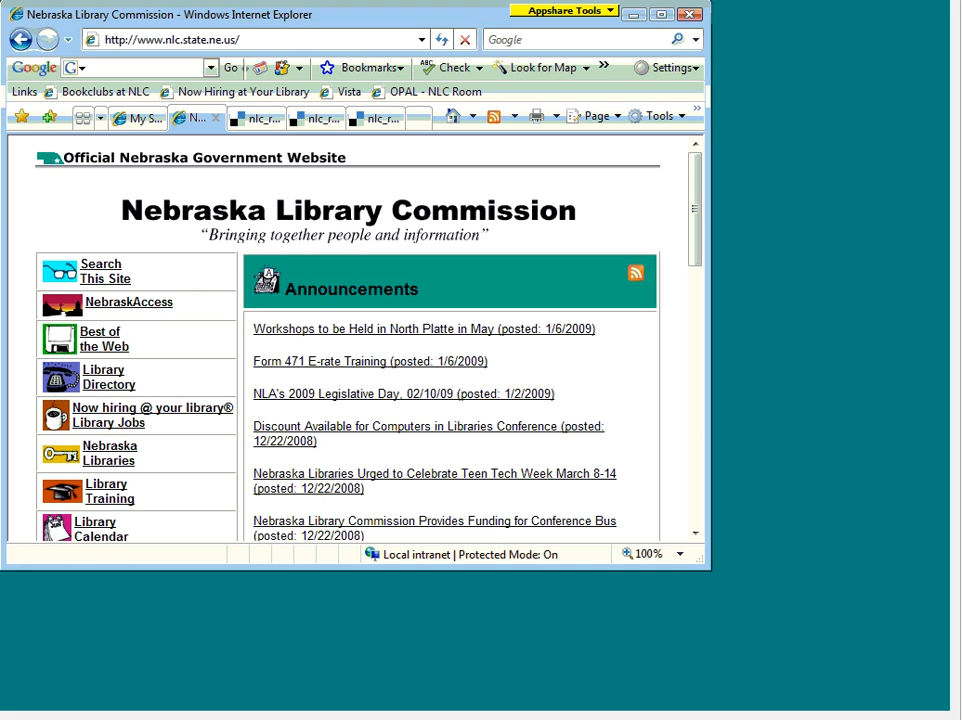 Nebraska Library Commission - Windows Internet Explorer
Appshare Tools
http://www.nlc.state.ne.us/
Google
Google G Go Bookmarks ABC Check Look for Map » Settings
Links Bookclubs at NLC Now Hiring at Your Library Vista OPAL - NLC Room
My S... N... nlc_r... nlc_r... nlc_r... Page Tools »
Official Nebraska Government Website
Nebraska Library Commission
“Bringing together people and information”
Search
This Site
NebraskAccess
Best of
the Web
Library
Directory
Now hiring @ your library®
Library Jobs
Nebraska
Libraries
Library
Training
Library
Calendar
Announcements
Workshops to be Held in North Platte in May (posted: 1/6/2009)
Form 471 E-rate Training (posted: 1/6/2009)
NLA's 2009 Legislative Day, 02/10/09 (posted: 1/2/2009)
Discount Available for Computers in Libraries Conference (posted:
12/22/2008)
Nebraska Libraries Urged to Celebrate Teen Tech Week March 8-14
(posted: 12/22/2008)
Nebraska Library Commission Provides Funding for Conference Bus
(posted: 12/22/2008)
Local intranet | Protected Mode: On
100%